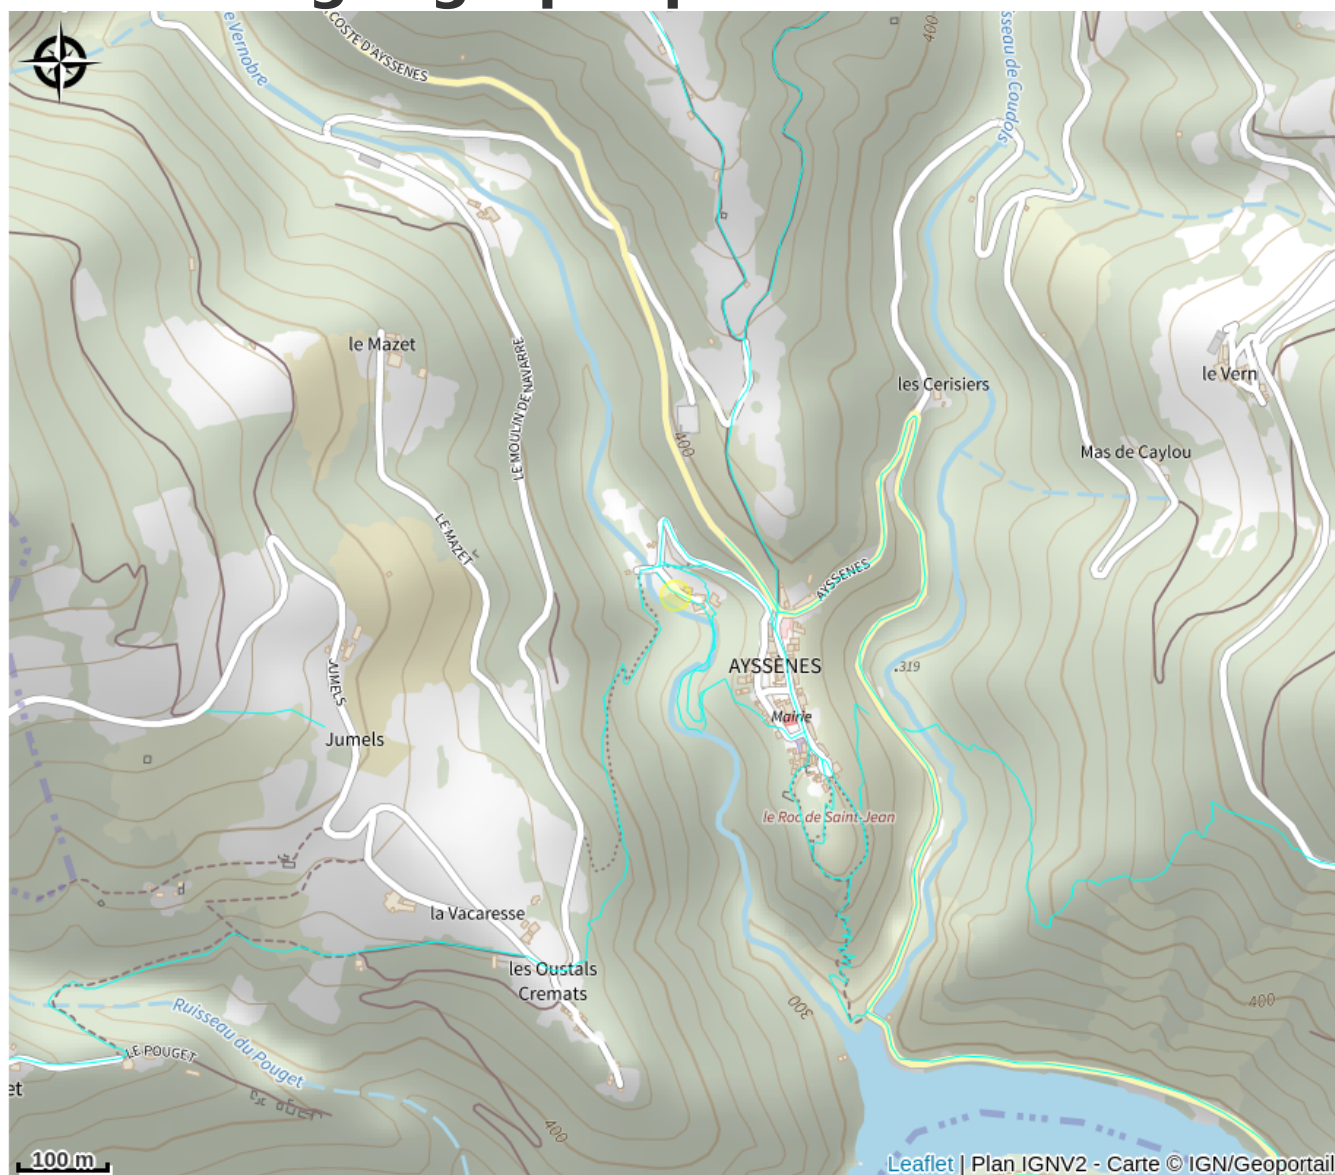 le Vernobre
COSTE D'AYSSENES
400
sseau de Coudols
le Mazet
LE MOULIN DE NAVARRE
les Cerisiers
le Vern
400
Mas de Caylou
LE MAZET
AYSSENES
AYSSÈNES
.319
JUMELS
Mairie
Jumels
le Roc de Saint-Jean
la Vacaresse
les Oustals
Cremats
300
400
Ruisseau du Pouget
LE POUGET
et
400
100 m
Leaflet | Plan IGNV2 - Carte © IGN/Geoportail